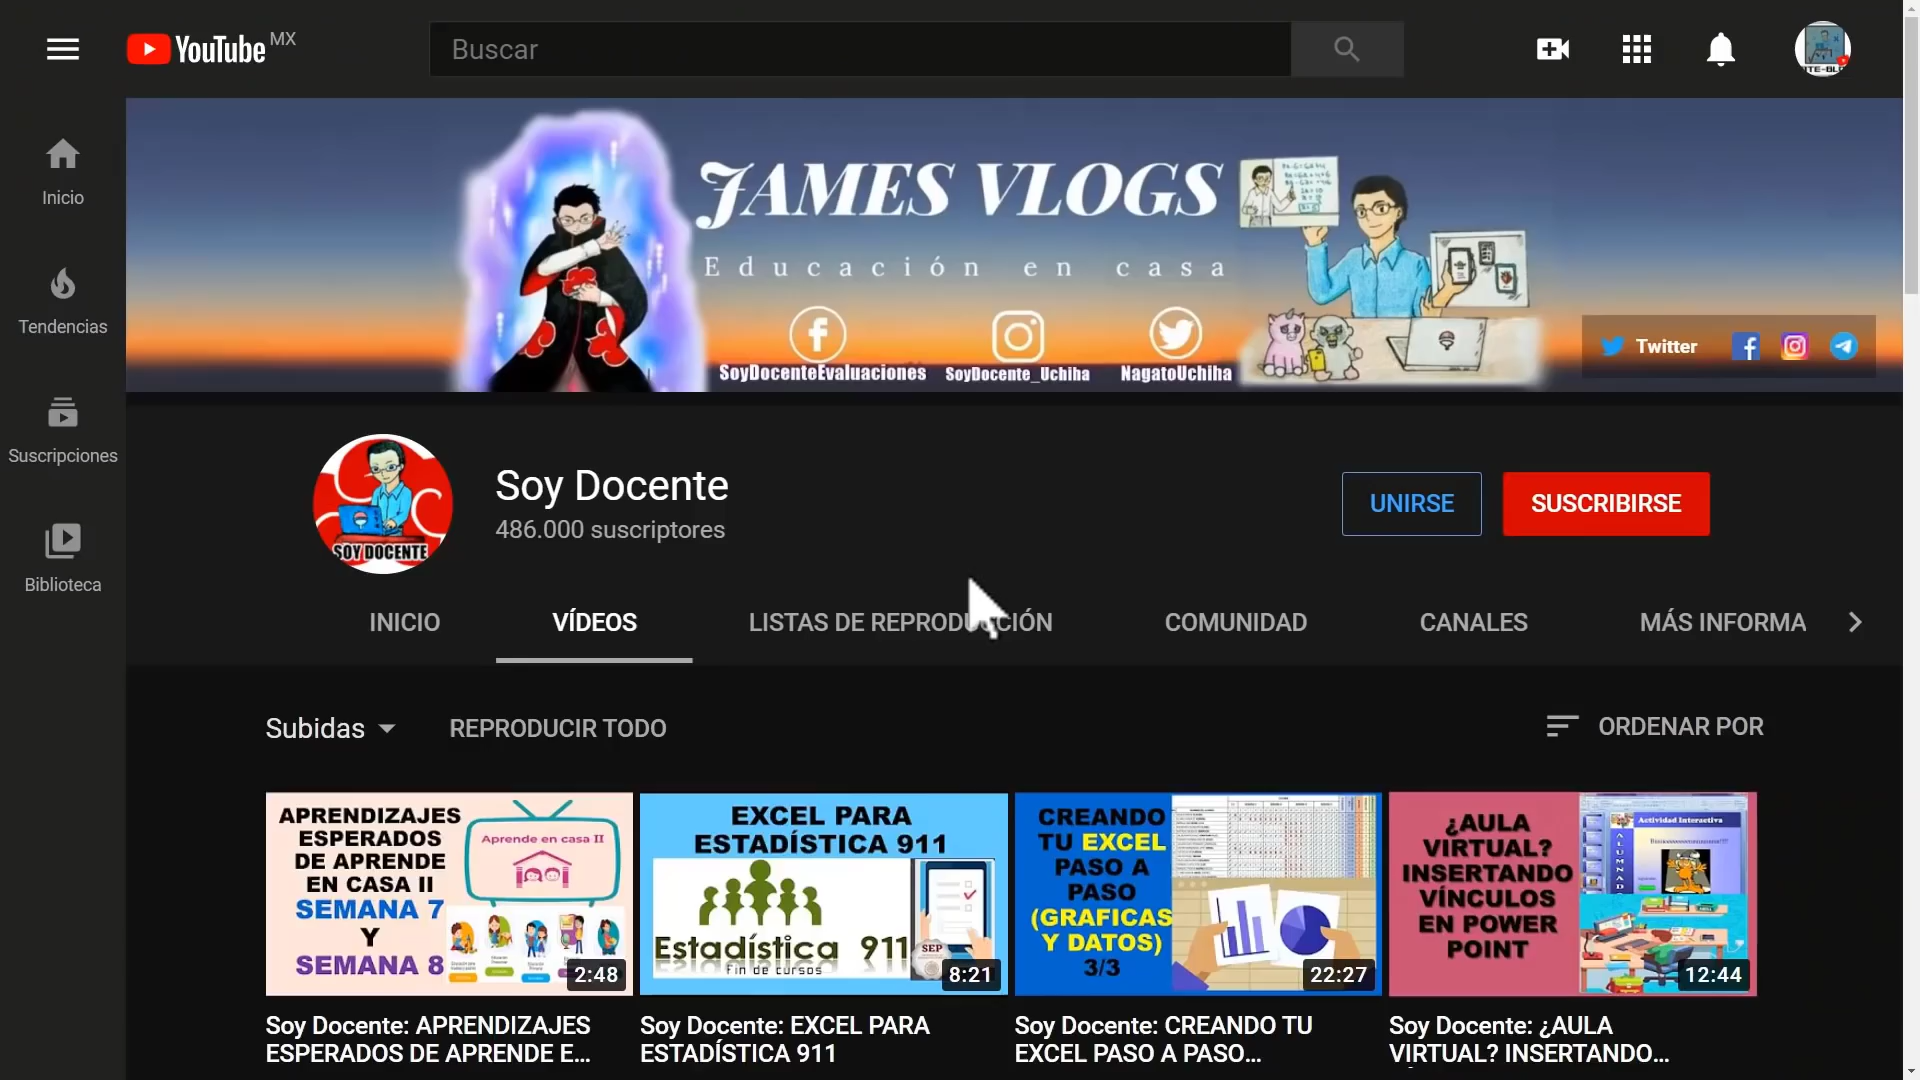 YouTube MX
Buscar
Inicio
Tendencias
Suscripciones
Biblioteca
JAMES VLOGS
Educación en casa
SoyDocenteEvaluaciones
SoyDocente_Uchiha
NagatoUchiha
Twitter
SOY DOCENTE
Soy Docente
486.000 suscriptores
UNIRSE
SUSCRIBIRSE
INICIO
VÍDEOS
LISTAS DE REPRODUCCIÓN
COMUNIDAD
CANALES
MÁS INFORMA
Subidas
REPRODUCIR TODO
ORDENAR POR
APRENDIZAJES
ESPERADOS
DE APRENDE
EN CASA II
SEMANA 7
Y
SEMANA 8
Aprende en casa II
2:48
EXCEL PARA
ESTADÍSTICA 911
Estadística 911
Fin de cursos
SEP
8:21
CREANDO
TU EXCEL
PASO A
PASO
(GRAFICAS
Y DATOS)
3/3
22:27
¿AULA
VIRTUAL?
INSERTANDO
VÍNCULOS
EN POWER
POINT
Actividad Interactiva
12:44
Soy Docente: APRENDIZAJES
ESPERADOS DE APRENDE E...
Soy Docente: EXCEL PARA
ESTADÍSTICA 911
Soy Docente: CREANDO TU
EXCEL PASO A PASO...
Soy Docente: ¿AULA
VIRTUAL? INSERTANDO...